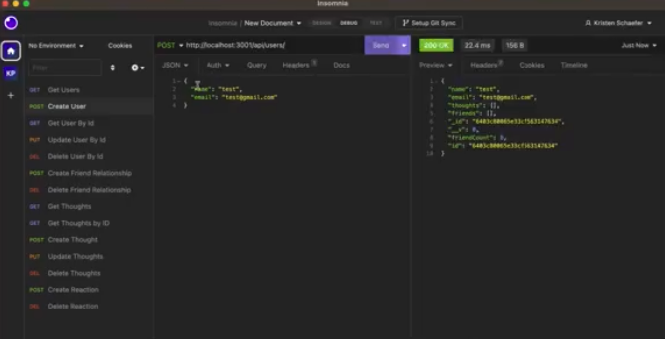 Insomnia
Insomnia / New Document
DESIGN DEBUG TEST
Setup Git Sync
Kristen Schaefer
No Environment Cookies
POST http://localhost:3001/api/users/ Send
200 OK 22.4 ms 156 B Just Now
JSON Auth Query Headers 1 Docs
Preview Headers Cookies Timeline
Filter
KP
GET Get Users
POST Create User
GET Get User By Id
PUT Update User By Id
DEL Delete User By Id
POST Create Friend Relationship
DEL Delete Friend Relationship
GET Get Thoughts
GET Get Thoughts by ID
POST Create Thought
PUT Update Thoughts
DEL Delete Thoughts
POST Create Reaction
DEL Delete Reaction
1 {
2 "name": "test",
3 "email": "test@gmail.com"
4 }
1 {
2 "name": "test",
3 "email": "test@gmail.com",
4 "thoughts": [],
5 "friends": [],
6 "_id":
7 "__v": 0,
8 "friendCount":
9 "id":
10 }